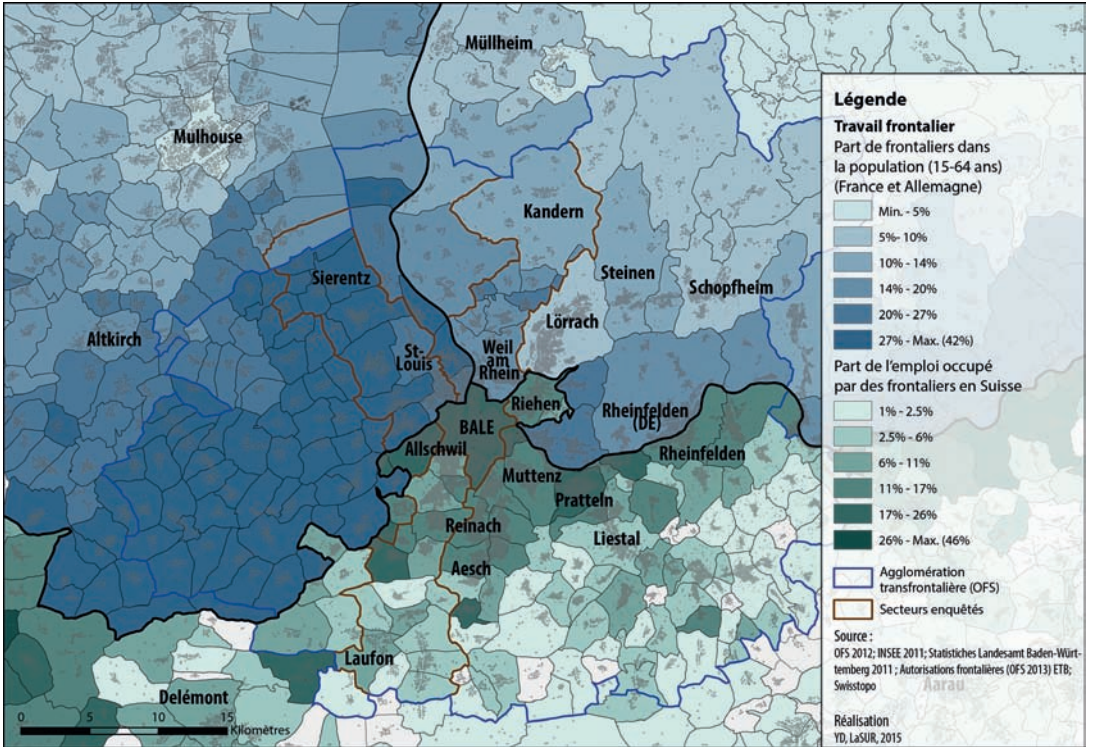 Müllheim
Mulhouse
Kandern
Sierentz
Steinen
Schopfheim
Altkirch
Lörrach
St-
Louis
Weil
am
Rhein
Riehen
Rheinfelden
(DE)
BALE
Allschwil
Muttenz
Rheinfelden
Pratteln
Reinach
Liestal
Aesch
Laufon
Delémont
0 5 10 15
Kilomètres
Légende
Travail frontalier
Part de frontaliers dans
la population (15-64 ans)
(France et Allemagne)
Min. - 5%
5%- 10%
10% - 14%
14% - 20%
20% - 27%
27% - Max. (42%)
Part de l'emploi occupé
par des frontaliers en Suisse
1% - 2.5%
2.5% - 6%
6% - 11%
11% - 17%
17% - 26%
26% - Max. (46%
Agglomération
transfrontalière (OFS)
Secteurs enquêtés
Source :
OFS 2012; INSEE 2011; Statistiches Landesamt Baden-Würt-
temberg 2011 ; Autorisations frontalières (OFS 2013) ETB;
Swisstopo
Aarau
Réalisation
YD, LaSUR, 2015